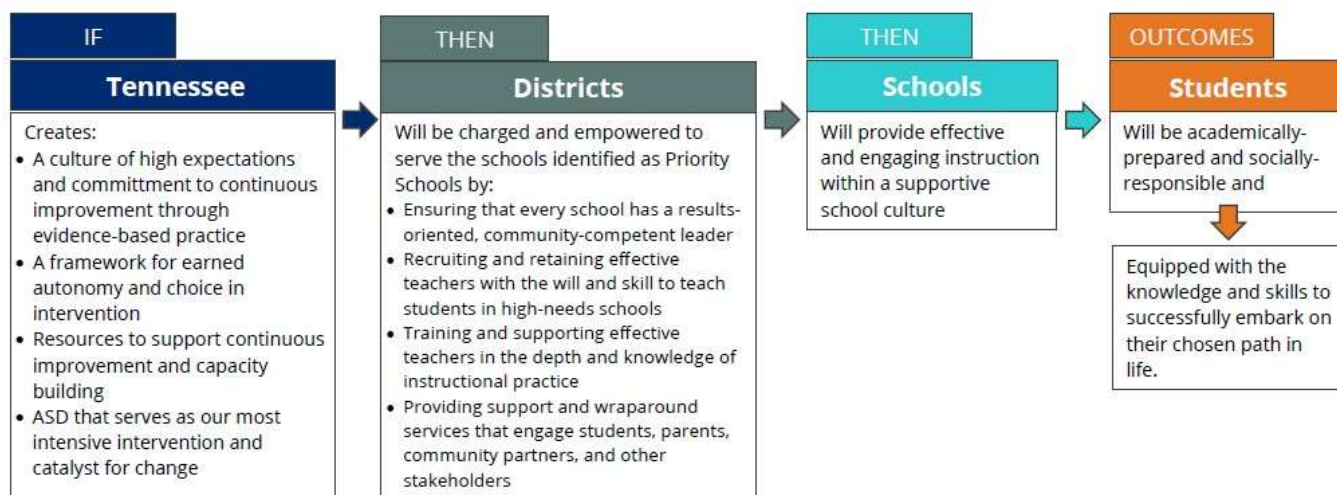 IF
Tennessee
Creates:
• A culture of high expectations
and committment to continuous
improvement through
evidence-based practice
• A framework for earned
autonomy and choice in
intervention
• Resources to support continuous
improvement and capacity
building
• ASD that serves as our most
intensive intervention and
catalyst for change
THEN
Districts
Will be charged and empowered to
serve the schools identified as Priority
Schools by:
• Ensuring that every school has a results-
oriented, community-competent leader
• Recruiting and retaining effective
teachers with the will and skill to teach
students in high-needs schools
• Training and supporting effective
teachers in the depth and knowledge of
instructional practice
• Providing support and wraparound
services that engage students, parents,
community partners, and other
stakeholders
THEN
Schools
Will provide effective
and engaging instruction
within a supportive
school culture
OUTCOMES
Students
Will be academically-
prepared and socially-
responsible and
Equipped with the
knowledge and skills to
successfully embark on
their chosen path in
life.